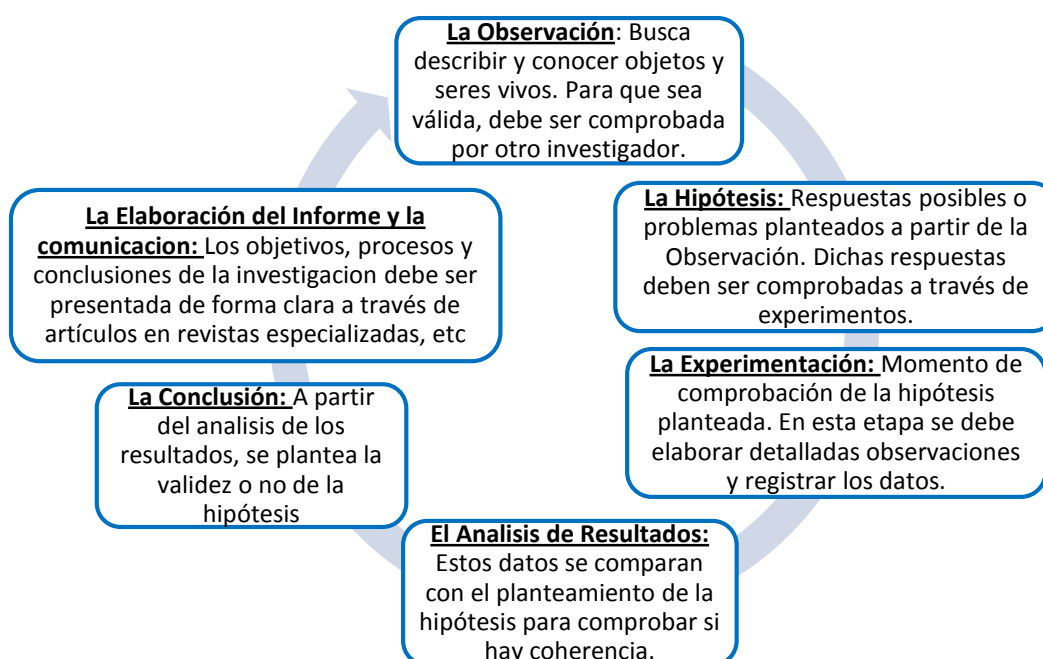 La Observación: Busca
describir y conocer objetos y
seres vivos. Para que sea
válida, debe ser comprobada
por otro investigador.
La Hipótesis: Respuestas posibles o
problemas planteados a partir de la
Observación. Dichas respuestas
deben ser comprobadas a través de
experimentos.
La Experimentación: Momento de
comprobación de la hipótesis
planteada. En esta etapa se debe
elaborar detalladas observaciones
y registrar los datos.
El Analisis de Resultados:
Estos datos se comparan
con el planteamiento de la
hipótesis para comprobar si
hay coherencia.
La Conclusión: A partir
del analisis de los
resultados, se plantea la
validez o no de la
hipótesis
La Elaboración del Informe y la
comunicacion: Los objetivos, procesos y
conclusiones de la investigacion debe ser
presentada de forma clara a través de
artículos en revistas especializadas, etc